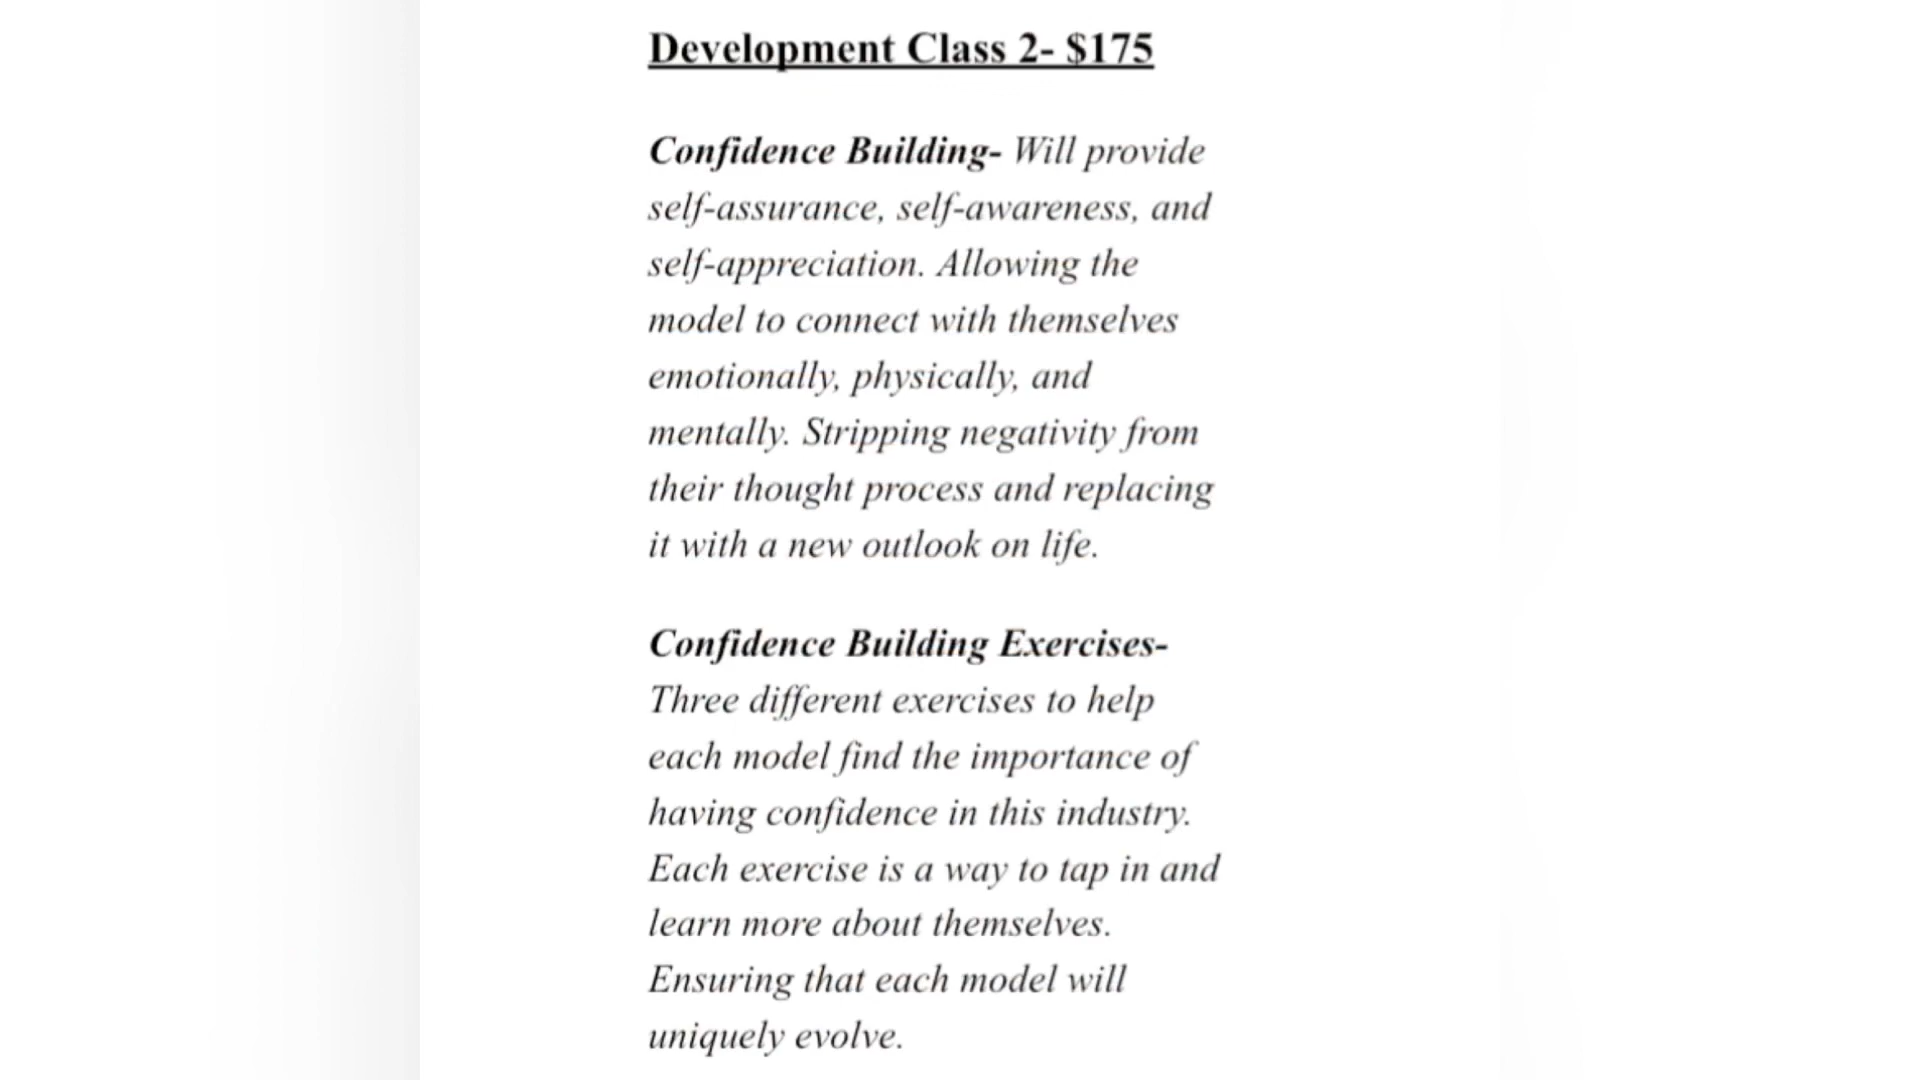 Development Class 2- $175
Confidence Building- Will provide
self-assurance, self-awareness, and
self-appreciation. Allowing the
model to connect with themselves
emotionally, physically, and
mentally. Stripping negativity from
their thought process and replacing
it with a new outlook on life.
Confidence Building Exercises-
Three different exercises to help
each model find the importance of
having confidence in this industry.
Each exercise is a way to tap in and
learn more about themselves.
Ensuring that each model will
uniquely evolve.